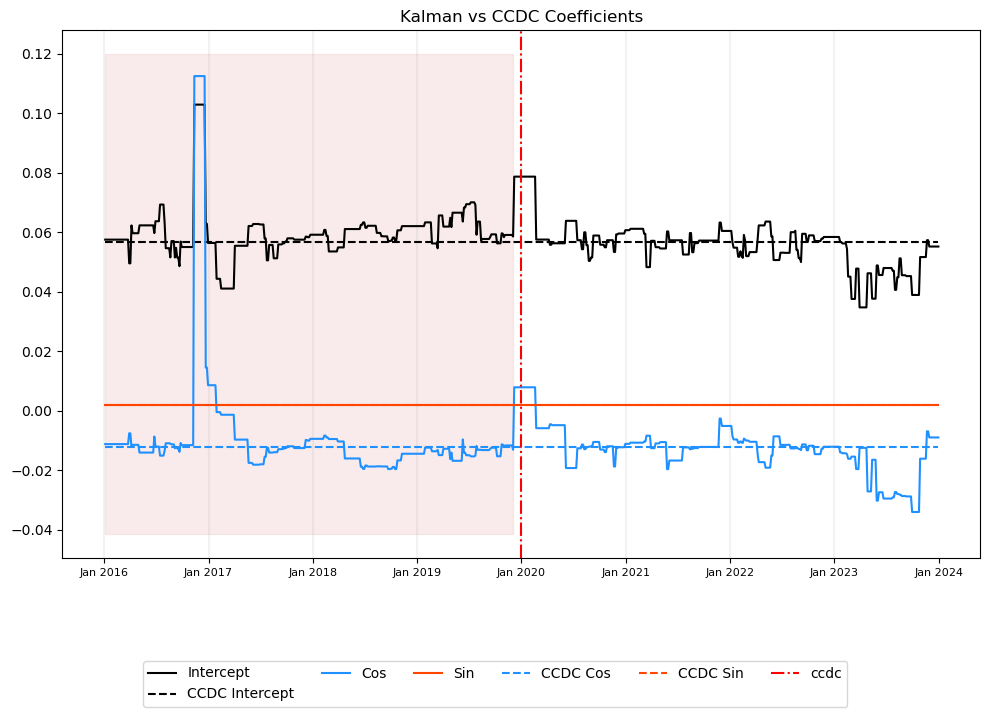 Kalman vs CCDC Coefficients
0.12
0.10
0.08
0.06
0.04
0.02
0.00
−0.02
−0.04
Jan 2016 Jan 2017 Jan 2018 Jan 2019 Jan 2020 Jan 2021 Jan 2022 Jan 2023 Jan 2024
Intercept Cos Sin CCDC Cos CCDC Sin ccdc
CCDC Intercept